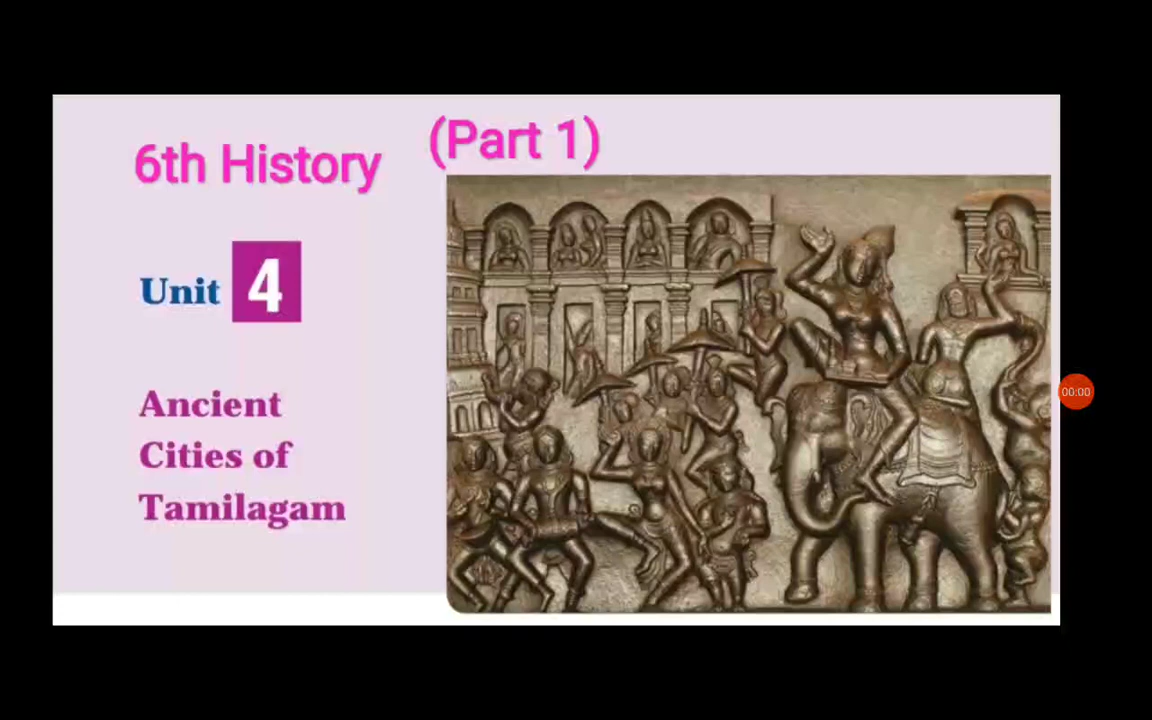 6th History (Part 1)
Unit 4
Ancient
Cities of
Tamilagam
00:00